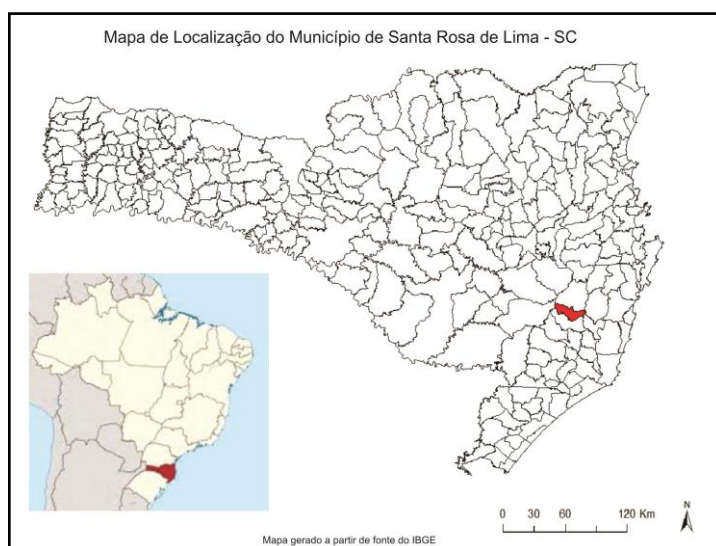 Mapa de Localização do Município de Santa Rosa de Lima - SC
0 30 60 120 Km
N
Mapa gerado a partir de fonte do IBGE